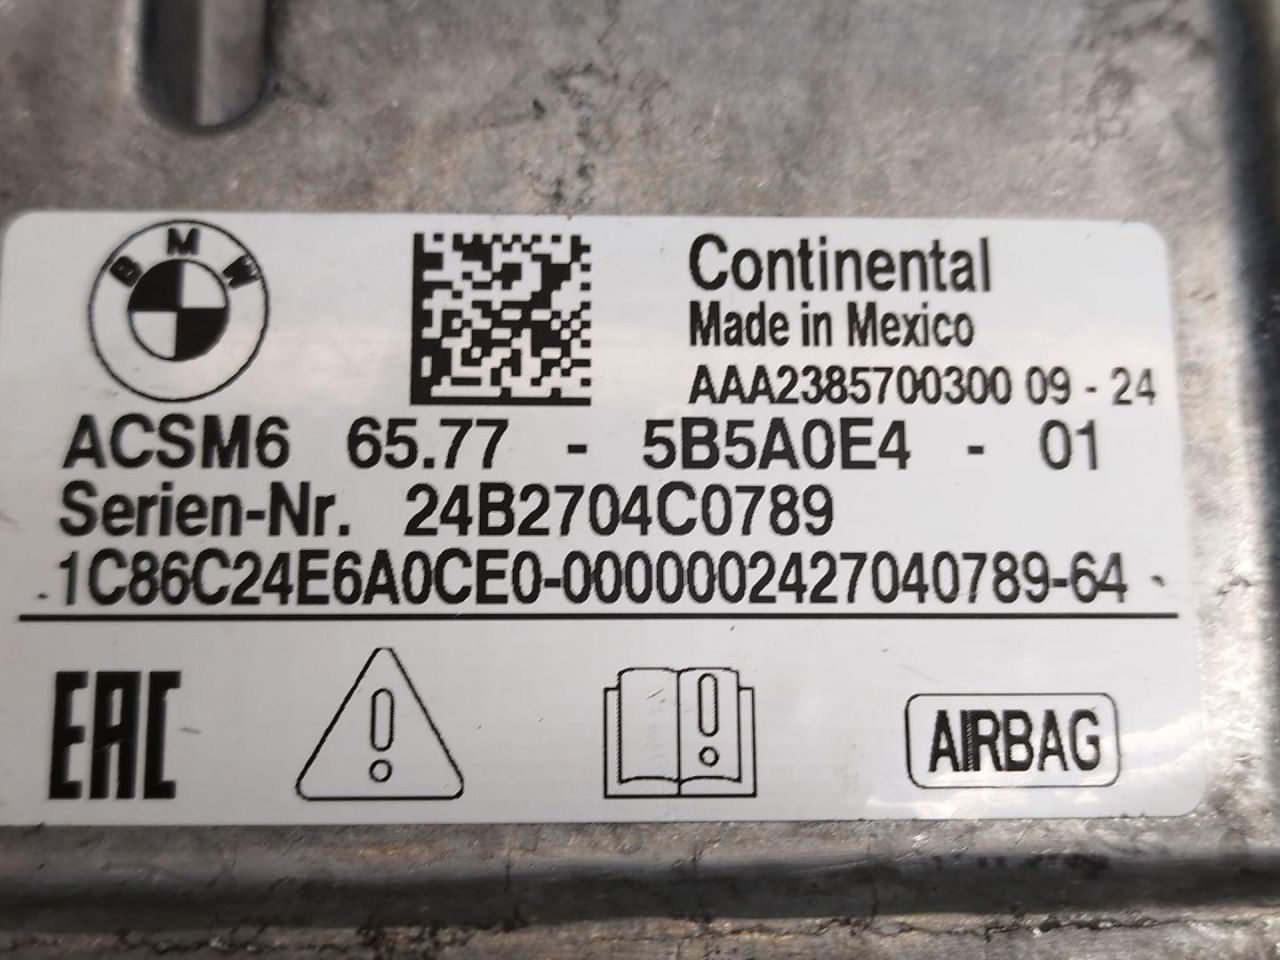 BMW
Continental
Made in Mexico
AAA2385700300 09 - 24
ACSM6 65.77 - 5B5A0E4 - 01
Serien-Nr. 24B2704C0789
1C86C24E6A0CE0-0000002427040789-64
EAC
AIRBAG